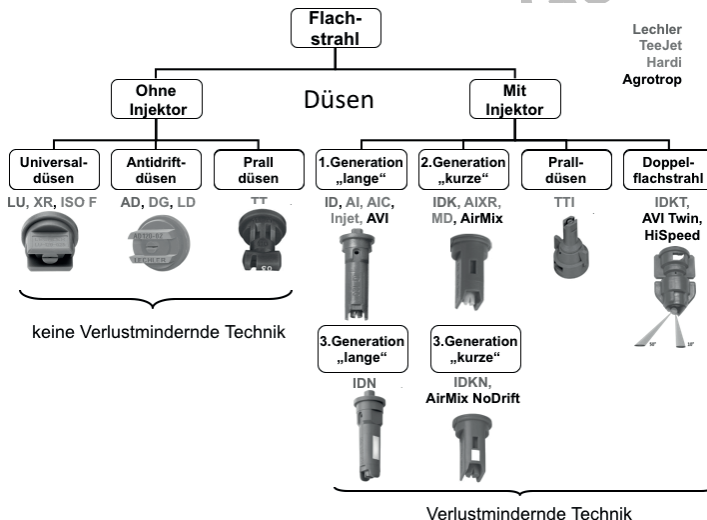 Flach-
strahl
Lechler
TeeJet
Hardi
Agrotrop
Ohne
Injektor
Düsen
Mit
Injektor
Universal-
düsen
Antidrift-
düsen
Prall
düsen
1.Generation
„lange“
2.Generation
„kurze“
Prall-
düsen
Doppel-
flachstrahl
LU, XR, ISO F
AD, DG, LD
TT
ID, AI, AIC,
Injet, AVI
IDK, AIXR,
MD, AirMix
TTI
IDKT,
AVI Twin,
HiSpeed
LECHLER
keine Verlustmindernde Technik
3.Generation
„lange“
3.Generation
„kurze“
IDN
IDKN,
AirMix NoDrift
Verlustmindernde Technik